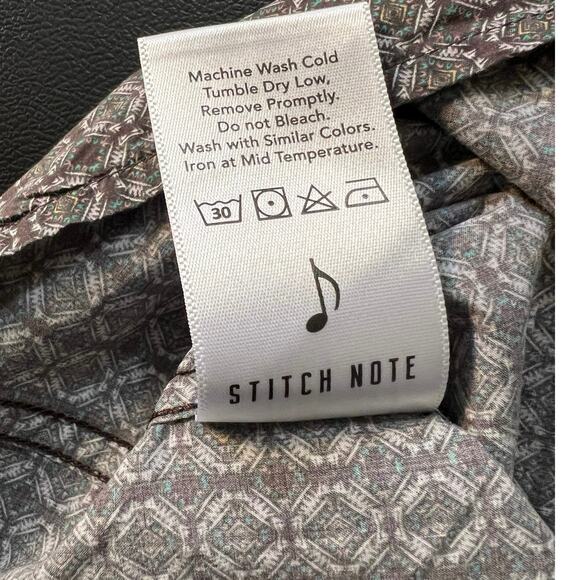 Machine Wash Cold
Tumble Dry Low,
Remove Promptly.
Do not Bleach.
Wash with Similar Colors.
Iron at Mid Temperature.
30
STITCH NOTE